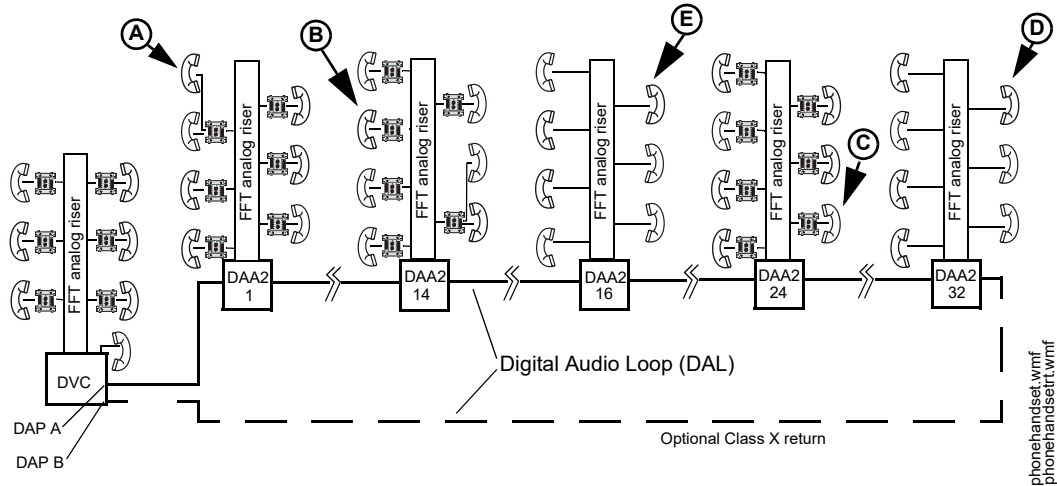 A
B
E
D
C
FFT analog riser
FFT analog riser
FFT analog riser
FFT analog riser
FFT analog riser
FFT analog riser
DAA2
1
DAA2
14
DAA2
16
DAA2
24
DAA2
32
DVC
Digital Audio Loop (DAL)
DAP A
DAP B
Optional Class X return
phonehandset.wmf
phonehandsetrt.wmf